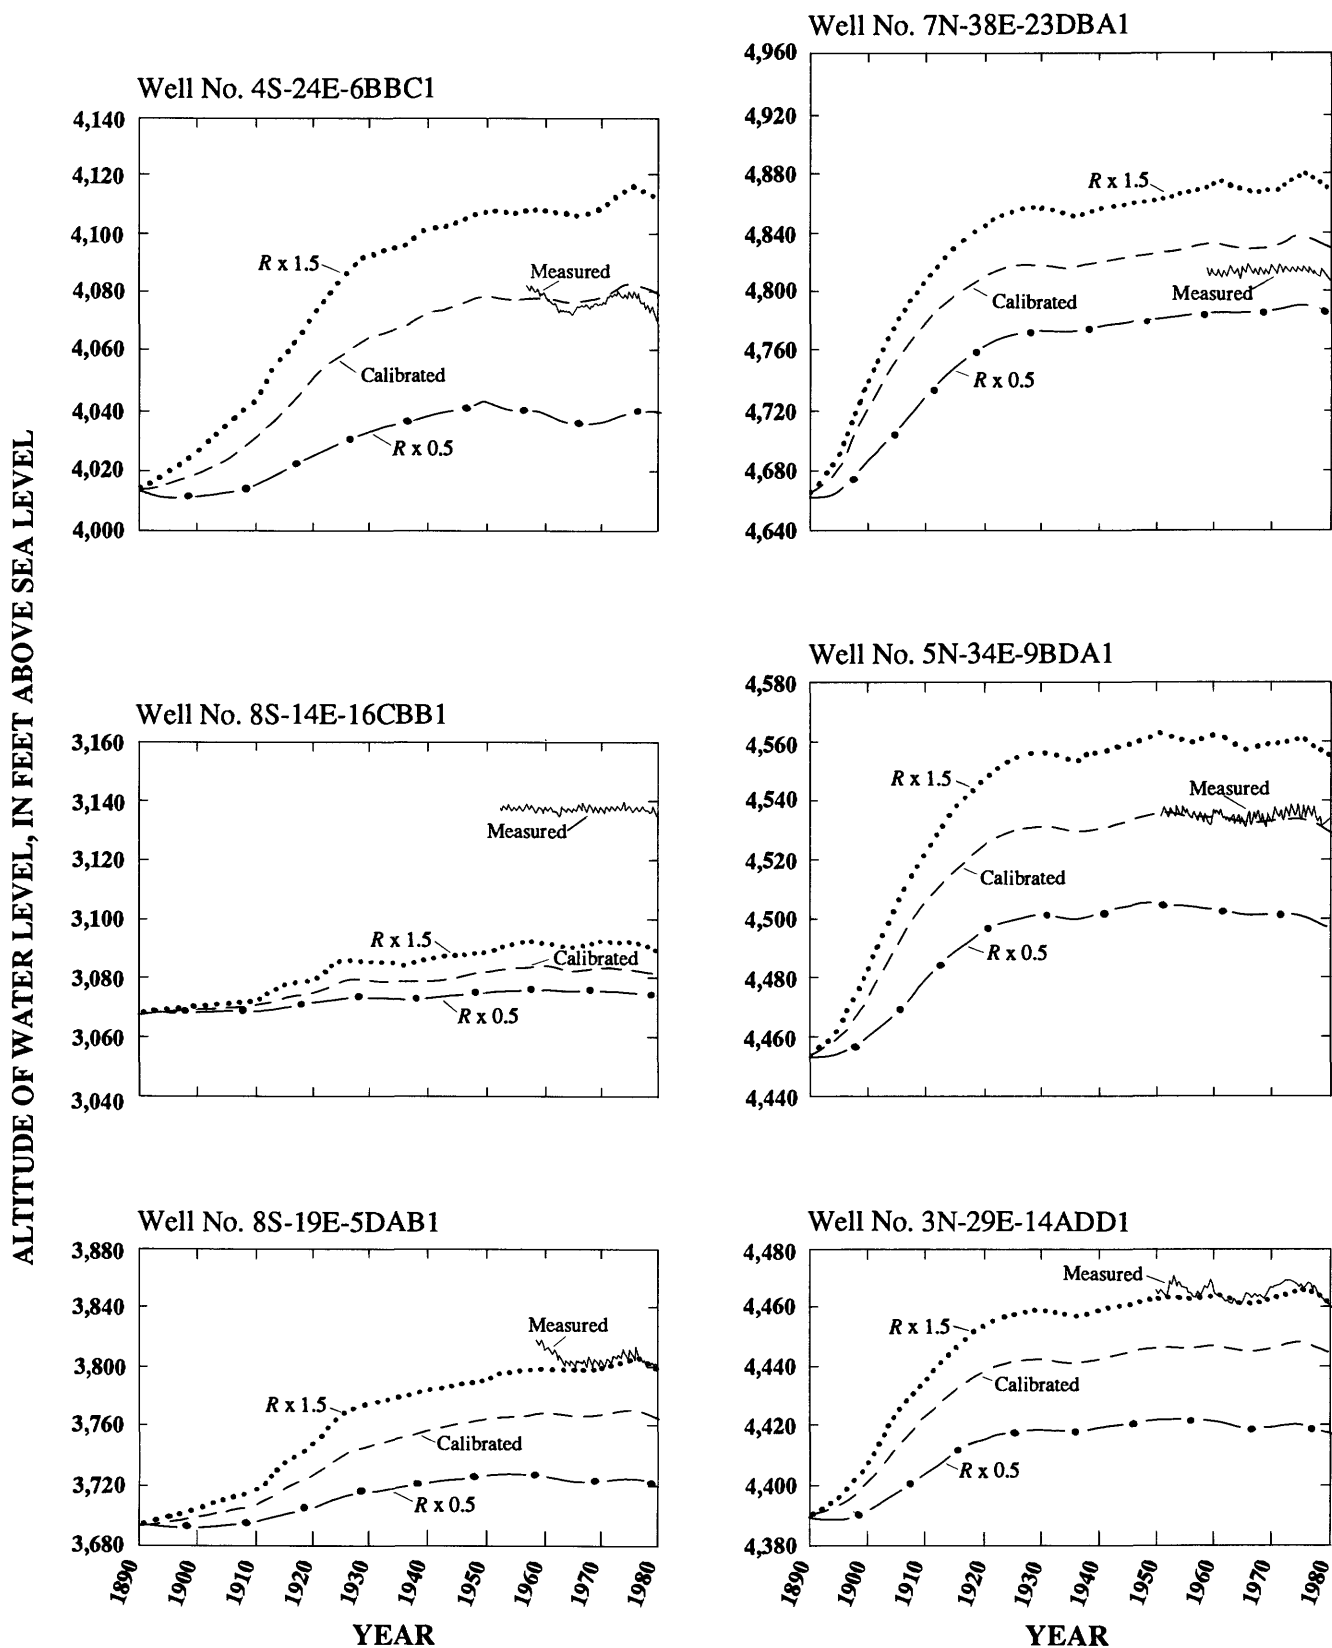 ALTITUDE OF WATER LEVEL, IN FEET ABOVE SEA LEVEL
Well No. 4S-24E-6BBC1
4,140
4,120
4,100
4,080
4,060
4,040
4,020
4,000
R x 1.5
Measured
Calibrated
R x 0.5
Well No. 7N-38E-23DBA1
4,960
4,920
4,880
4,840
4,800
4,760
4,720
4,680
4,640
R x 1.5
Calibrated
Measured
R x 0.5
Well No. 8S-14E-16CBB1
3,160
3,140
3,120
3,100
3,080
3,060
3,040
Measured
R x 1.5
Calibrated
R x 0.5
Well No. 5N-34E-9BDA1
4,580
4,560
4,540
4,520
4,500
4,480
4,460
4,440
R x 1.5
Measured
Calibrated
R x 0.5
Well No. 8S-19E-5DAB1
3,880
3,840
3,800
3,760
3,720
3,680
Measured
R x 1.5
Calibrated
R x 0.5
1890 1900 1910 1920 1930 1940 1950 1960 1970 1980
YEAR
Well No. 3N-29E-14ADD1
4,480
4,460
4,440
4,420
4,400
4,380
Measured
R x 1.5
Calibrated
R x 0.5
1890 1900 1910 1920 1930 1940 1950 1960 1970 1980
YEAR